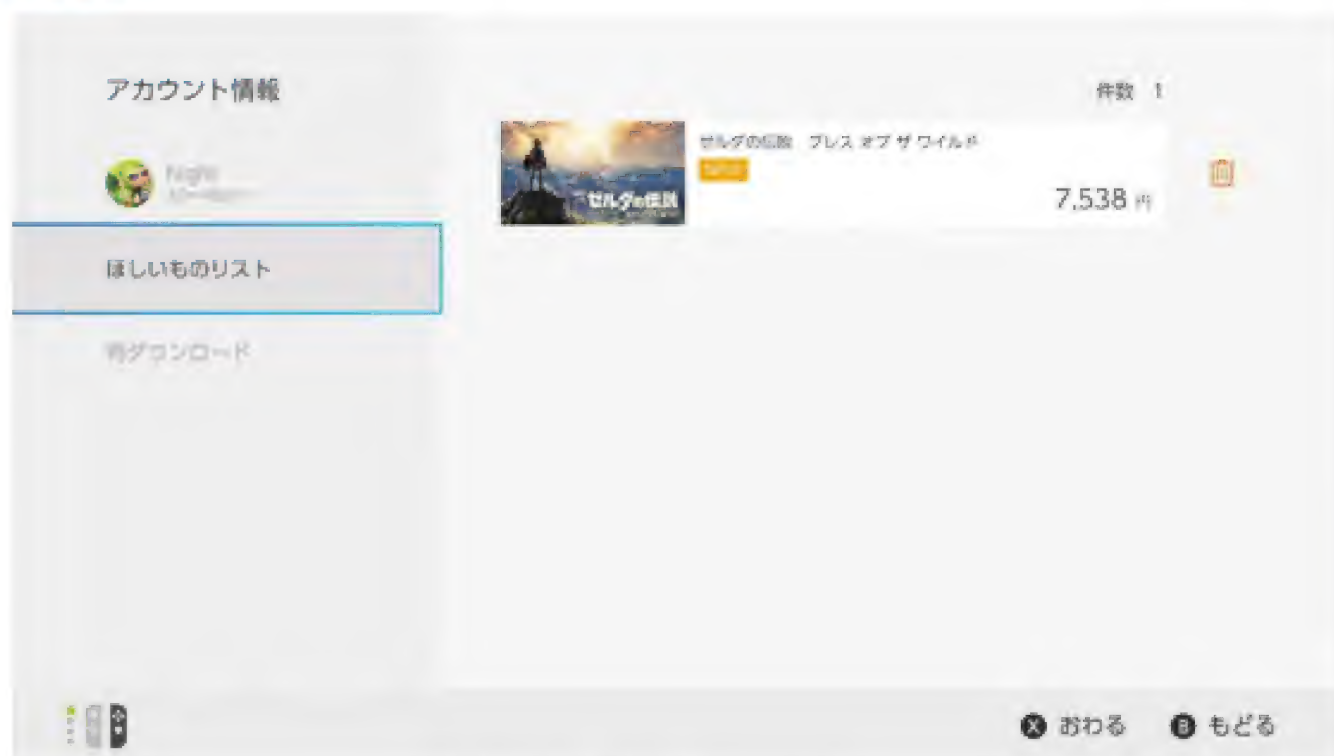 アカウント情報
件数 1
Night
ほしいものリスト
再ダウンロード
ゼルダの伝説 ブレス オブ ザ ワイルド
ゼルダの伝説
7,538 円
X おわる
B もどる